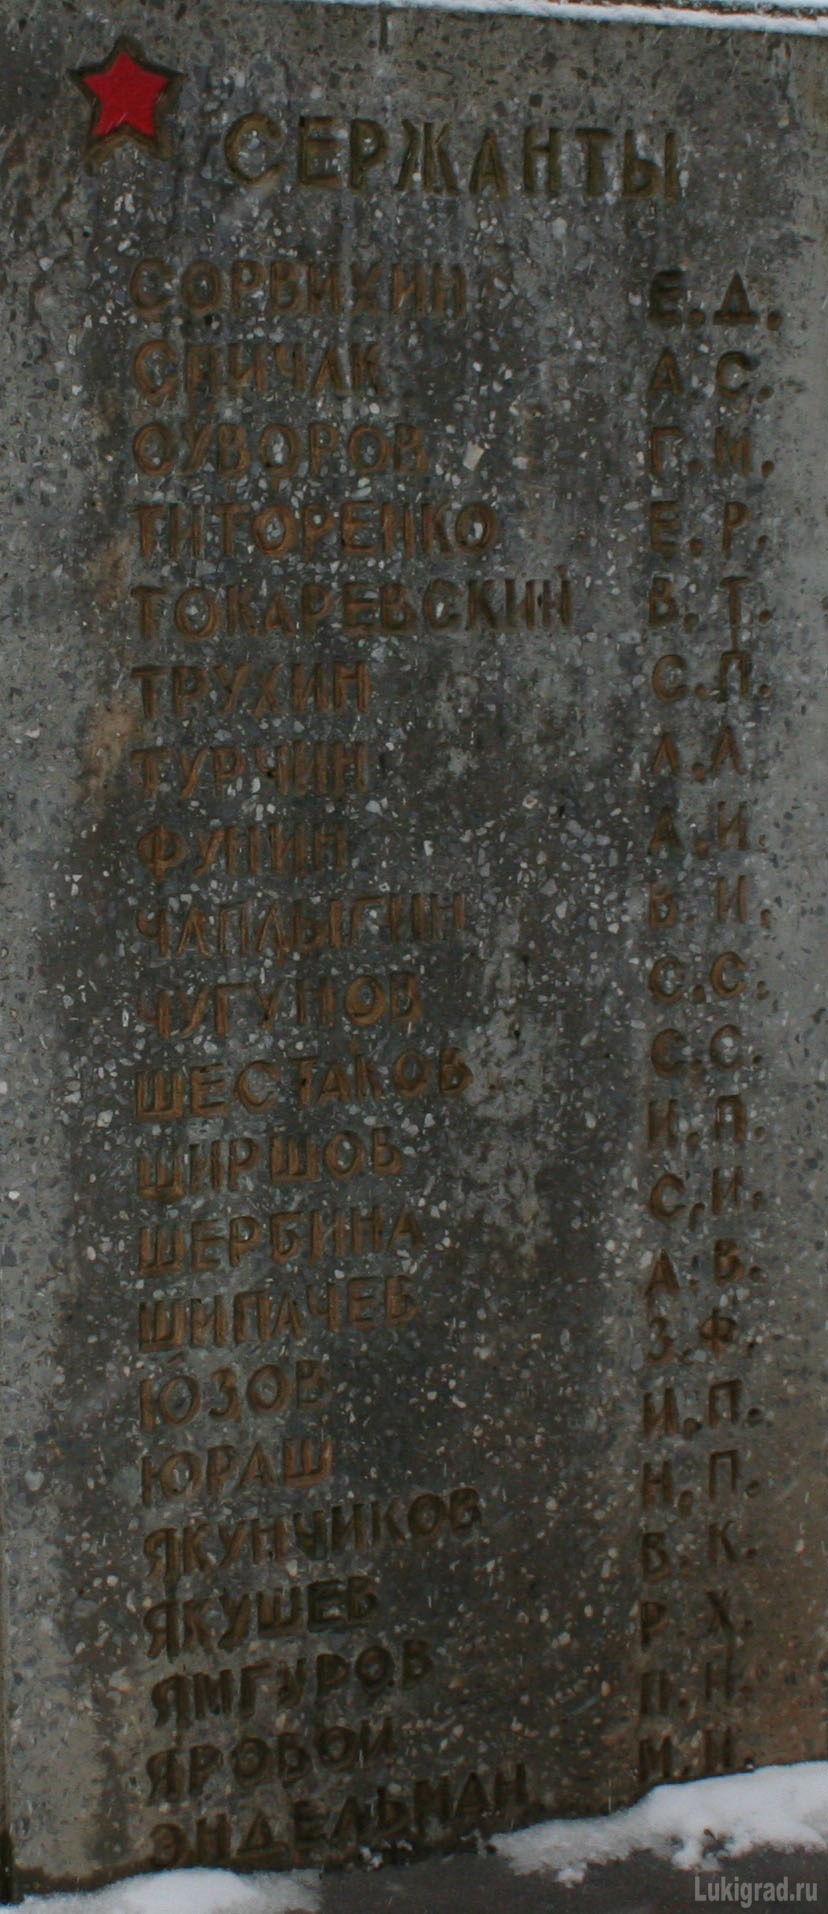 СЕРЖАНТЫ
СОРВИХИН Е.Д.
СПИЧАК А.С.
СУВОРОВ Г.М.
ТИТОРЕНКО Е.Р.
ТОКАРЕВСКИЙ В.Т.
ТРУХИН С.П.
ТУРЧИН
ФУНИН А.И.
ЧАПЛЫГИН В.И.
ЧУГУНОВ С.С.
ШЕСТАКОВ С.С.
ШИРШОВ И.П.
ШЕРБИНА С.И.
ШИПАЧЕВ А.В.
ЮЗОВ З.Ф.
ЮРАШ И.П.
ЯКУНЧИКОВ Н.П.
ЯКУШЕВ Б.К.
ЯМГУРОВ Р.Х.
ЯРОВОЙ П.Н.
ЭНДЕЛЬМАН М.И.
Lukigrad.ru